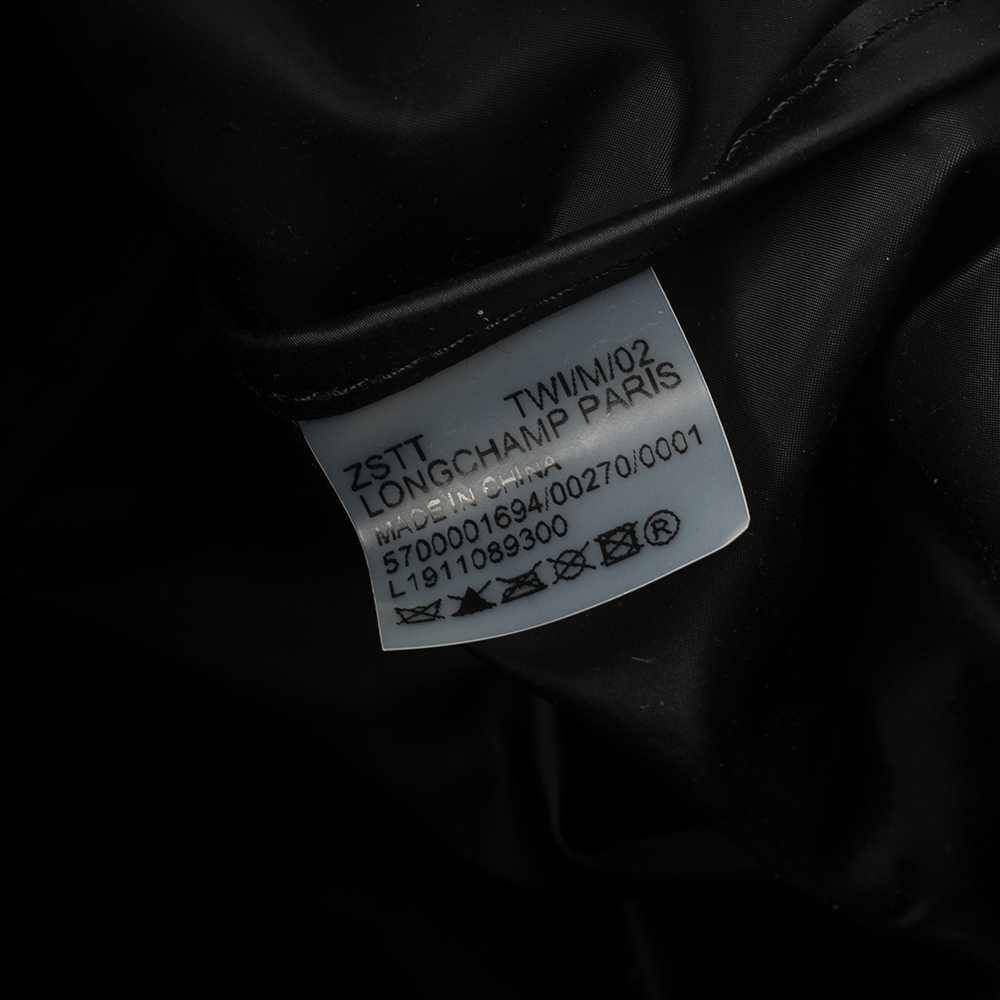 ZSTT TWI/M/02
LONGCHAMP PARIS
MADE IN CHINA
5700001694/00270/0001
L1911089300
®